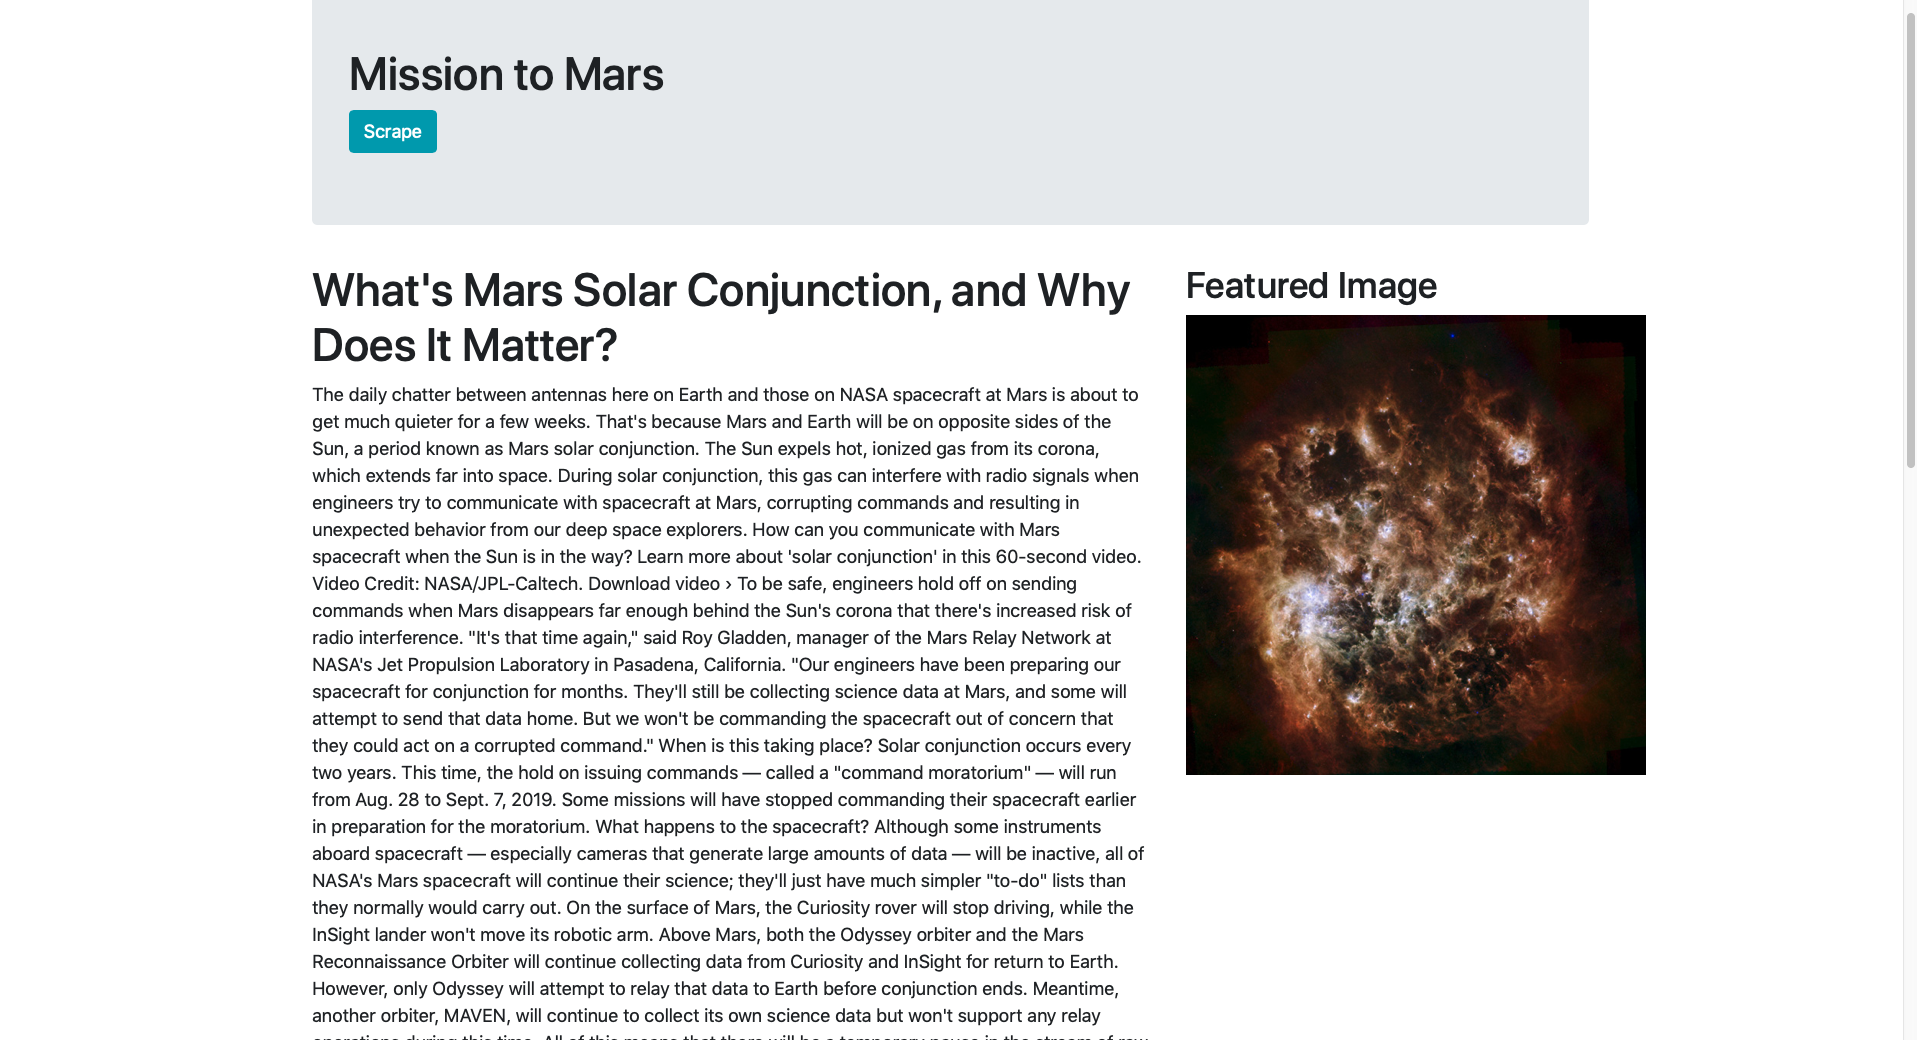 Mission to Mars
Scrape
What's Mars Solar Conjunction, and Why
Does It Matter?
The daily chatter between antennas here on Earth and those on NASA spacecraft at Mars is about to
get much quieter for a few weeks. That's because Mars and Earth will be on opposite sides of the
Sun, a period known as Mars solar conjunction. The Sun expels hot, ionized gas from its corona,
which extends far into space. During solar conjunction, this gas can interfere with radio signals when
engineers try to communicate with spacecraft at Mars, corrupting commands and resulting in
unexpected behavior from our deep space explorers. How can you communicate with Mars
spacecraft when the Sun is in the way? Learn more about 'solar conjunction' in this 60-second video.
Video Credit: NASA/JPL-Caltech. Download video › To be safe, engineers hold off on sending
commands when Mars disappears far enough behind the Sun's corona that there's increased risk of
radio interference. "It's that time again," said Roy Gladden, manager of the Mars Relay Network at
NASA's Jet Propulsion Laboratory in Pasadena, California. "Our engineers have been preparing our
spacecraft for conjunction for months. They'll still be collecting science data at Mars, and some will
attempt to send that data home. But we won't be commanding the spacecraft out of concern that
they could act on a corrupted command." When is this taking place? Solar conjunction occurs every
two years. This time, the hold on issuing commands — called a "command moratorium" — will run
from Aug. 28 to Sept. 7, 2019. Some missions will have stopped commanding their spacecraft earlier
in preparation for the moratorium. What happens to the spacecraft? Although some instruments
aboard spacecraft — especially cameras that generate large amounts of data — will be inactive, all of
NASA's Mars spacecraft will continue their science; they'll just have much simpler "to-do" lists than
they normally would carry out. On the surface of Mars, the Curiosity rover will stop driving, while the
InSight lander won't move its robotic arm. Above Mars, both the Odyssey orbiter and the Mars
Reconnaissance Orbiter will continue collecting data from Curiosity and InSight for return to Earth.
However, only Odyssey will attempt to relay that data to Earth before conjunction ends. Meantime,
another orbiter, MAVEN, will continue to collect its own science data but won't support any relay
operations during this time. All of this means that there will be a temporary pause in the stream of raw
Featured Image